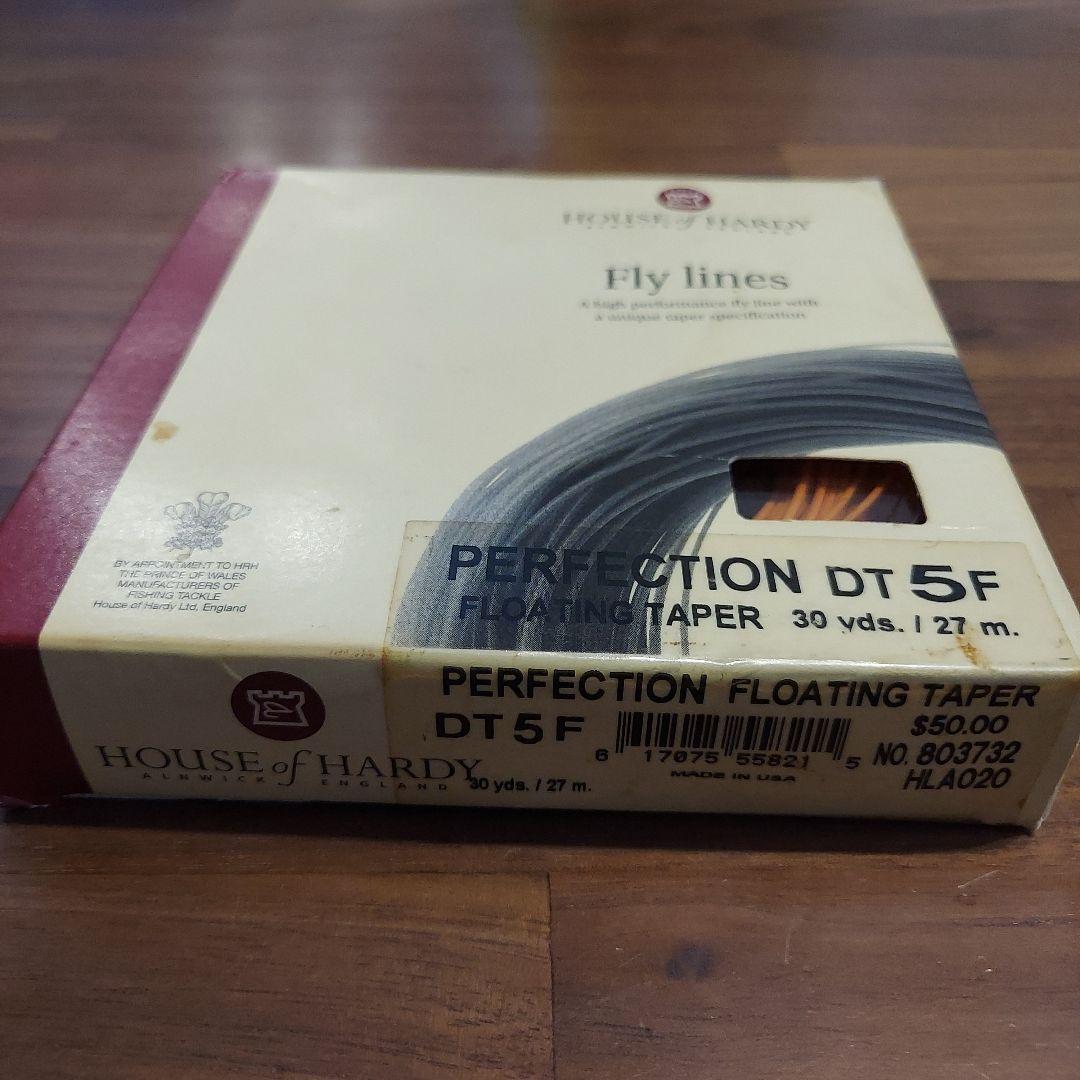 HOUSE of HARDY
Fly lines
A high performance fly line with
a unique taper specification
BY APPOINTMENT TO HRH
THE PRINCE OF WALES
MANUFACTURERS OF
FISHING TACKLE
House of Hardy Ltd, England
PERFECTION DT 5 F
FLOATING TAPER 30 yds. / 27 m.
HOUSE of HARDY
ALNWICK ENGLAND
PERFECTION FLOATING TAPER
DT 5 F
30 yds. / 27 m.
6 17075 55821 5
MADE IN USA
$50.00
NO. 803732
HLA020